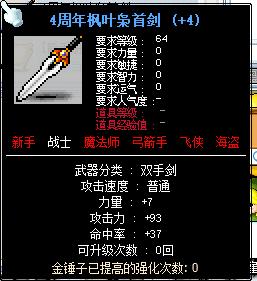 4周年枫叶枭首剑 (+4)
要求等级 : 64
要求力量 : 0
要求敏捷 : 0
要求智力 : 0
要求运气 : 0
要求人气度 : -
道具等级 : -
道具经验值 : -
新手 战士 魔法师 弓箭手 飞侠 海盗
武器分类 : 双手剑
攻击速度 : 普通
力量 : +7
攻击力 : +93
命中率 : +37
可升级次数 : 0回
金锤子已提高的强化次数: 0